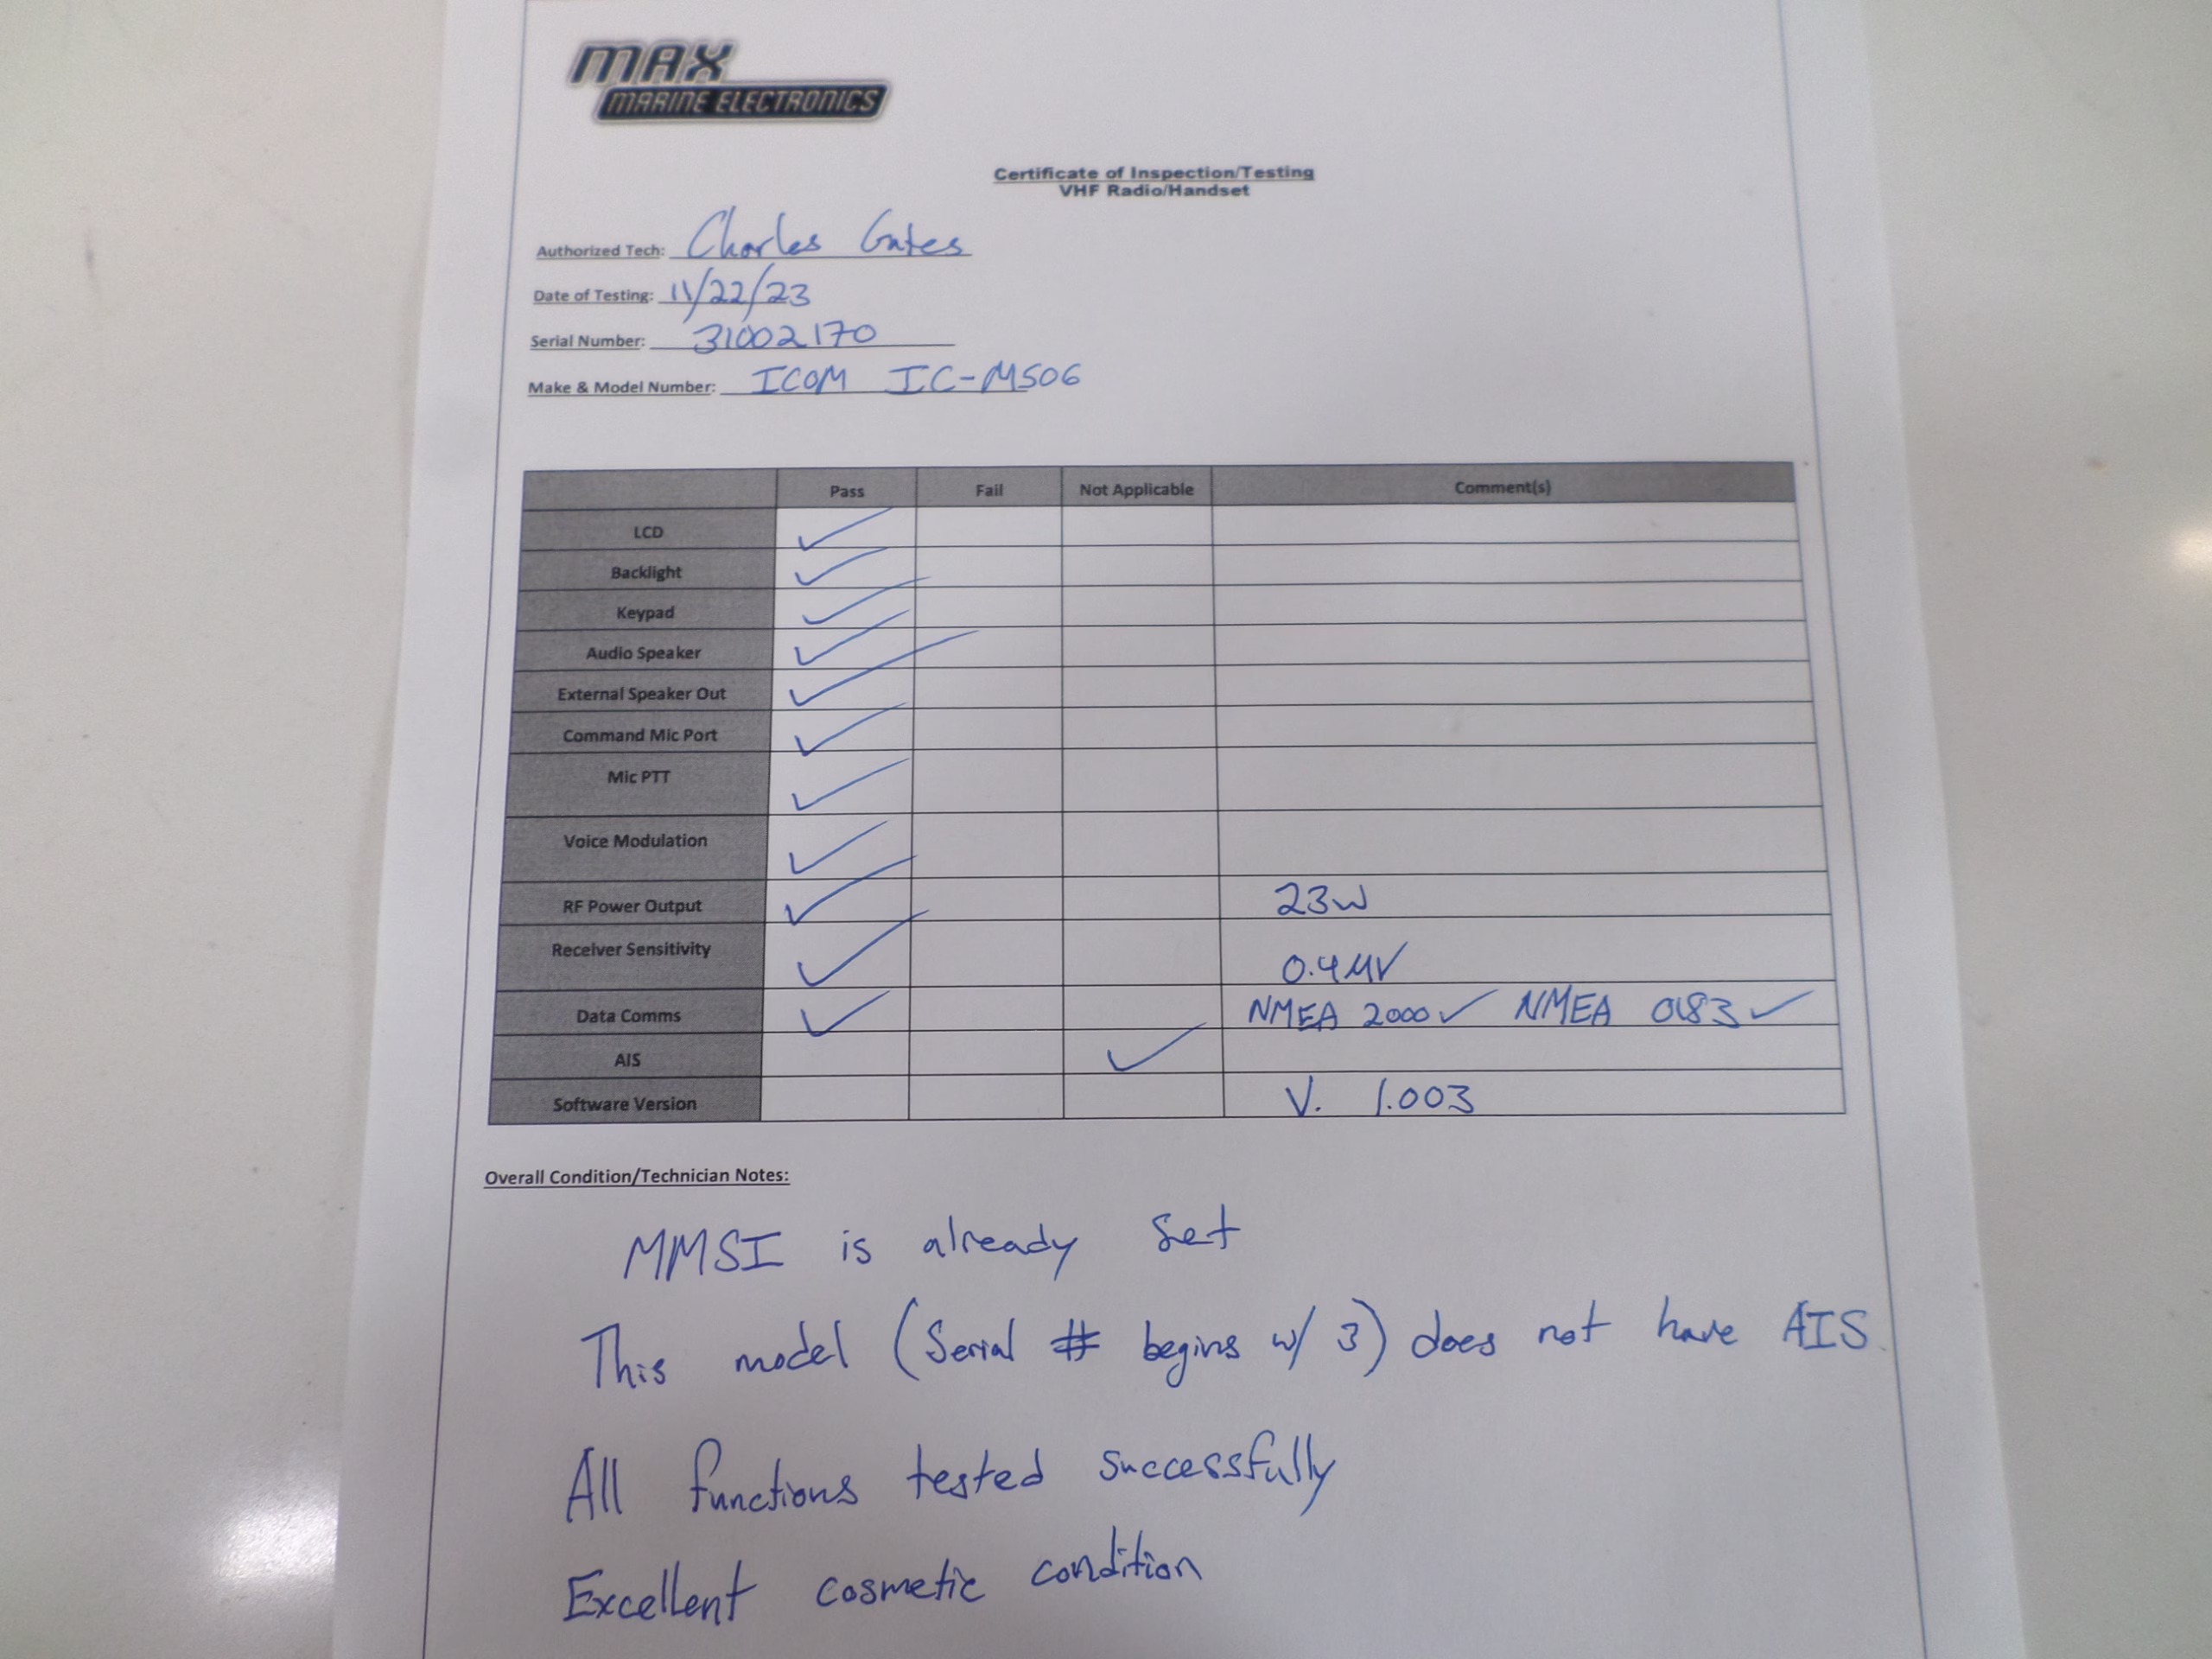 MAX
MARINE ELECTRONICS
Certificate of Inspection/Testing
VHF Radio/Handset
Authorized Tech: Charles Gates
Date of Testing: 11/22/23
Serial Number: 31002170
Make & Model Number: ICOM IC-M506
Pass Fail Not Applicable Comment(s)
LCD ✓
Backlight ✓
Keypad ✓
Audio Speaker ✓
External Speaker Out ✓
Command Mic Port ✓
Mic PTT ✓
Voice Modulation ✓
RF Power Output ✓ 23W
Receiver Sensitivity ✓ 0.4µV
Data Comms ✓ NMEA 2000 ✓ NMEA 0183 ✓
AIS ✓
Software Version V. 1.003
Overall Condition/Technician Notes:
MMSI is already set
This model (Serial # begins w/ 3) does not have AIS.
All functions tested successfully
Excellent cosmetic condition